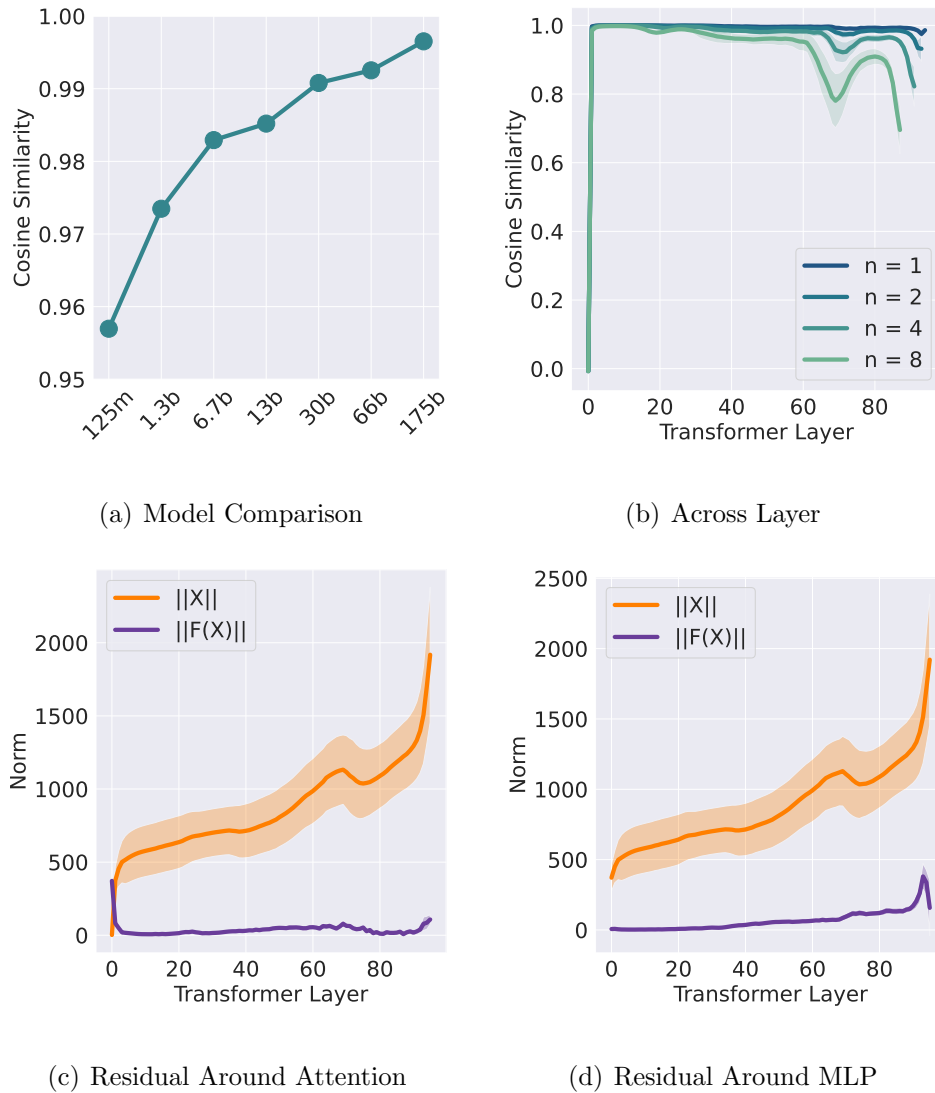 1.00
0.99
0.98
0.97
0.96
0.95
Cosine Similarity
125m 1.3b 6.7b 13b 30b 66b 175b
(a) Model Comparison
1.0
0.8
0.6
0.4
0.2
0.0
Cosine Similarity
n = 1
n = 2
n = 4
n = 8
0 20 40 60 80
Transformer Layer
(b) Across Layer
||X||
||F(X)||
2000
1500
1000
500
0
Norm
0 20 40 60 80
Transformer Layer
(c) Residual Around Attention
2500
2000
1500
1000
500
0
Norm
||X||
||F(X)||
0 20 40 60 80
Transformer Layer
(d) Residual Around MLP